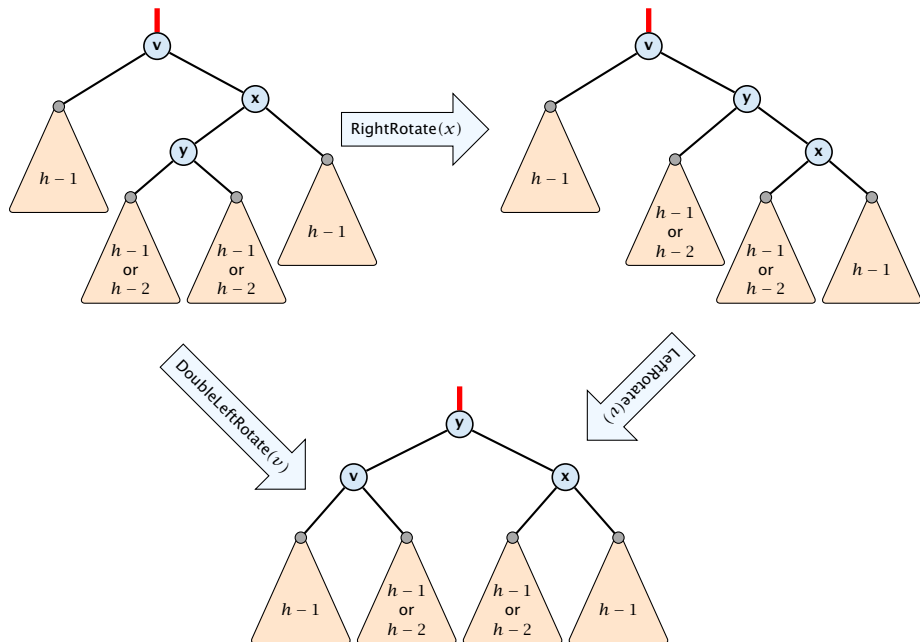 v
x
y
h − 1
h − 1
or
h − 2
h − 1
or
h − 2
h − 1
RightRotate(x)
v
y
x
h − 1
h − 1
or
h − 2
h − 1
or
h − 2
h − 1
DoubleLeftRotate(v)
LeftRotate(v)
y
v
x
h − 1
h − 1
or
h − 2
h − 1
or
h − 2
h − 1